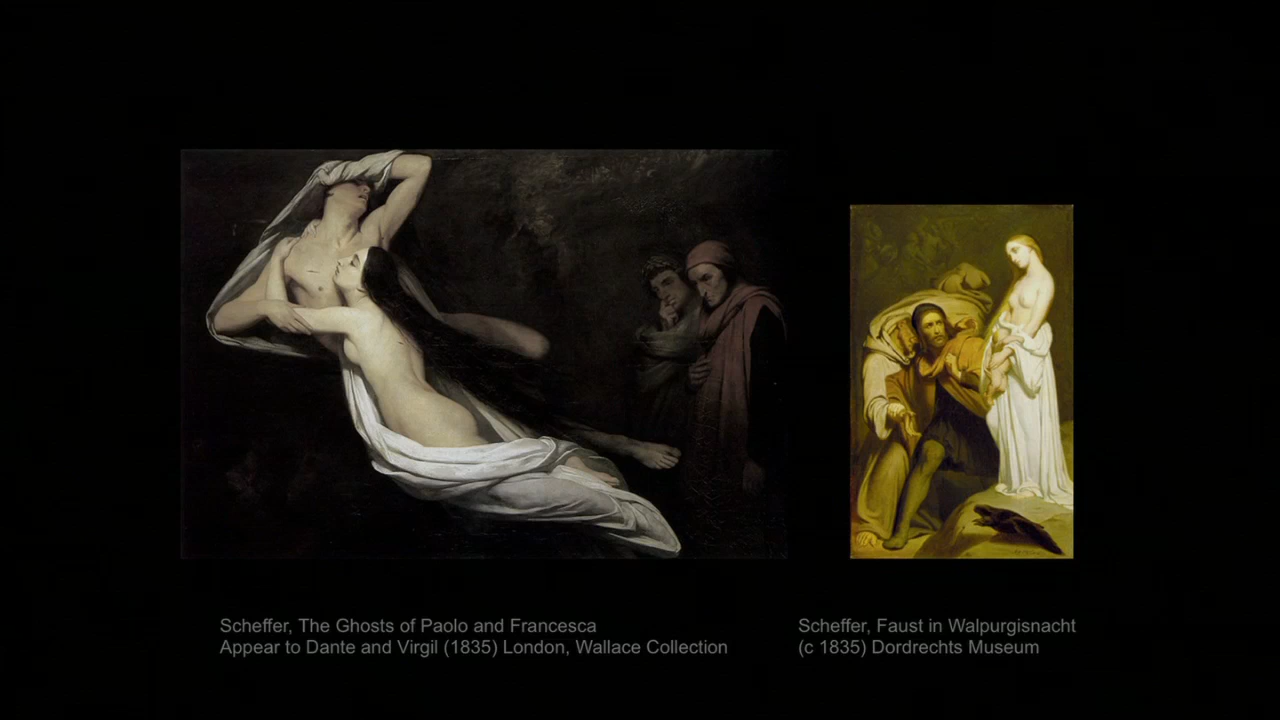 Scheffer, The Ghosts of Paolo and Francesca
Appear to Dante and Virgil (1835) London, Wallace Collection
Scheffer, Faust in Walpurgisnacht
(c 1835) Dordrechts Museum